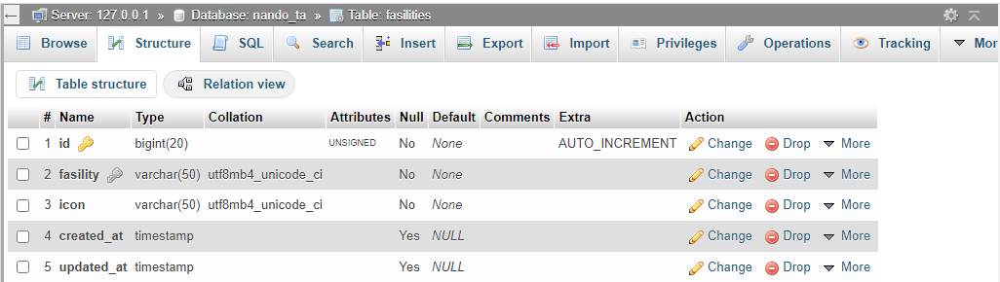 Server: 127.0.0.1 » Database: nando_ta » Table: fasilities
Browse Structure SQL Search Insert Export Import Privileges Operations Tracking Mor
Table structure Relation view
# Name Type Collation Attributes Null Default Comments Extra Action
1 id bigint(20) UNSIGNED No None AUTO_INCREMENT Change Drop More
2 fasility varchar(50) utf8mb4_unicode_ci No None Change Drop More
3 icon varchar(50) utf8mb4_unicode_ci No None Change Drop More
4 created_at timestamp Yes NULL Change Drop More
5 updated_at timestamp Yes NULL Change Drop More